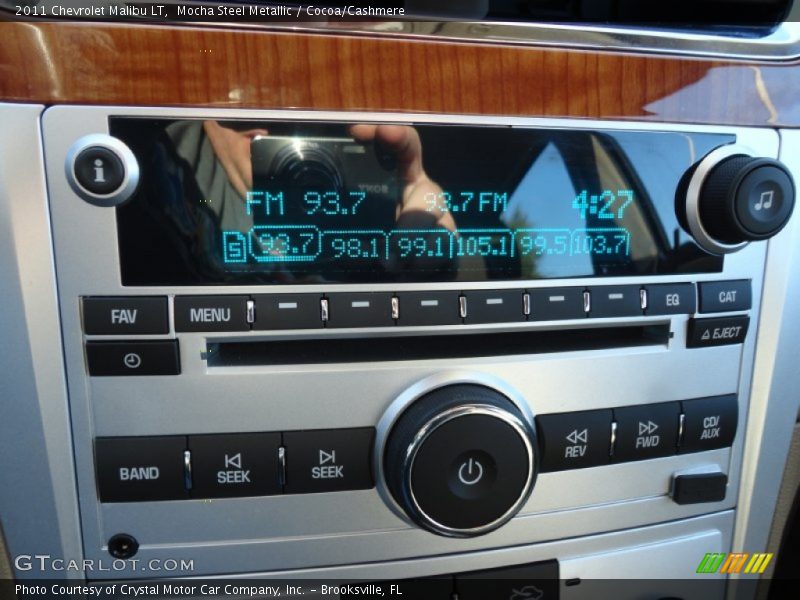 2011 Chevrolet Malibu LT,  Mocha Steel Metallic / Cocoa/Cashmere
i
SONY
FM 93.7 93.7 FM 4:27
93.7 98.1 99.1 105.1 99.5 103.7
FAV MENU EQ CAT
EJECT
BAND SEEK SEEK REV FWD CD/AUX
GTCARLOT.COM
Photo Courtesy of Crystal Motor Car Company, Inc. - Brooksville, FL